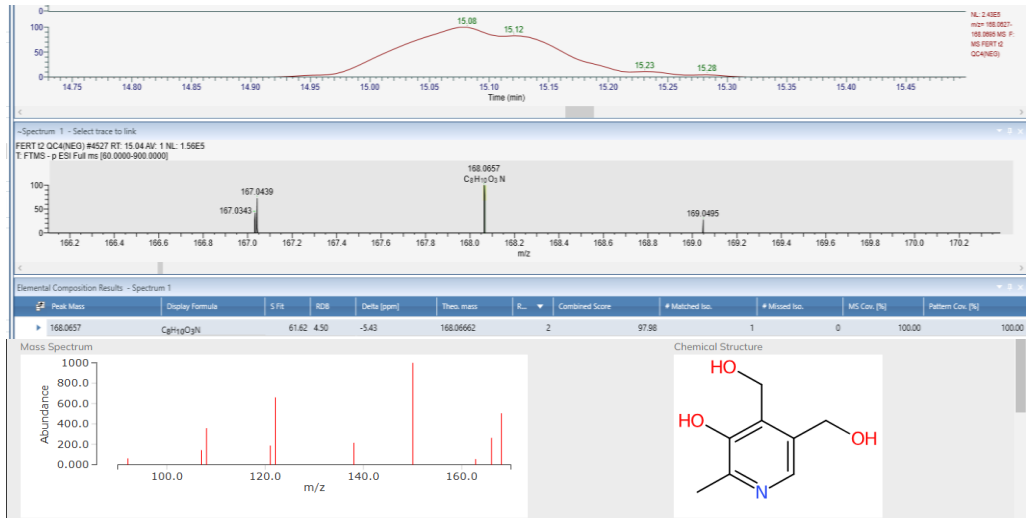 0
100
50
0
15.08
15.12
15.23
15.28
14.75 14.80 14.85 14.90 14.95 15.00 15.05 15.10 15.15 15.20 15.25 15.30 15.35 15.40 15.45
Time (min)
NL: 2.43E5
m/z= 168.0627-
168.0695 MS F:
MS FERT t2
QC4(NEG)
~Spectrum 1 - Select trace to link
FERT t2 QC4(NEG) #4527 RT: 15.04 AV: 1 NL: 1.56E5
T: FTMS - p ESI Full ms [60.0000-900.0000]
168.0657
C8H10O3N
100
50
0
167.0439
167.0343
169.0495
166.2 166.4 166.6 166.8 167.0 167.2 167.4 167.6 167.8 168.0 168.2 168.4 168.6 168.8 169.0 169.2 169.4 169.6 169.8 170.0 170.2
m/z
Elemental Composition Results - Spectrum 1
Peak Mass Display Formula S Fit RDB Delta [ppm] Theo. mass R... Combined Score # Matched Iso. # Missed Iso. MS Cov. [%] Pattern Cov. [%]
168.0657 C8H10O3N 61.62 4.50 -5.43 168.06662 2 97.98 1 0 100.00 100.00
Mass Spectrum
1000
800.0
600.0
400.0
200.0
0.000
Abundance
100.0 120.0 140.0 160.0
m/z
Chemical Structure
HO
HO
OH
N